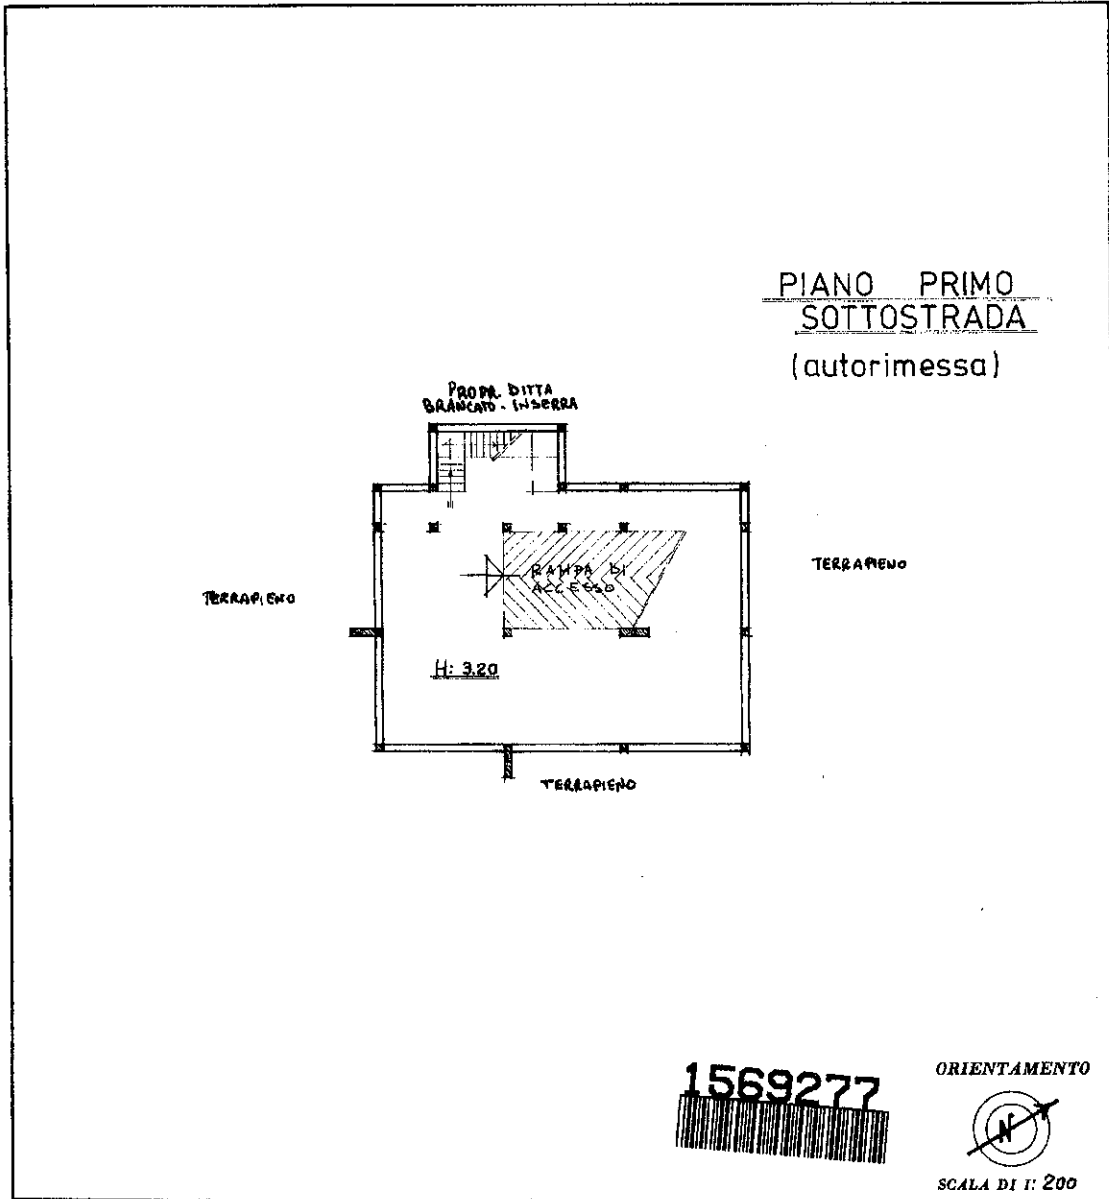 PIANO PRIMO
SOTTOSTRADA
(autorimessa)
PROPR. DITTA
BRANCATO - INSERRA
RAMPA DI
ACCESSO
TERRAPIENO
TERRAPIENO
H: 3.20
TERRAPIENO
1569277
ORIENTAMENTO
N
SCALA DI 1: 200